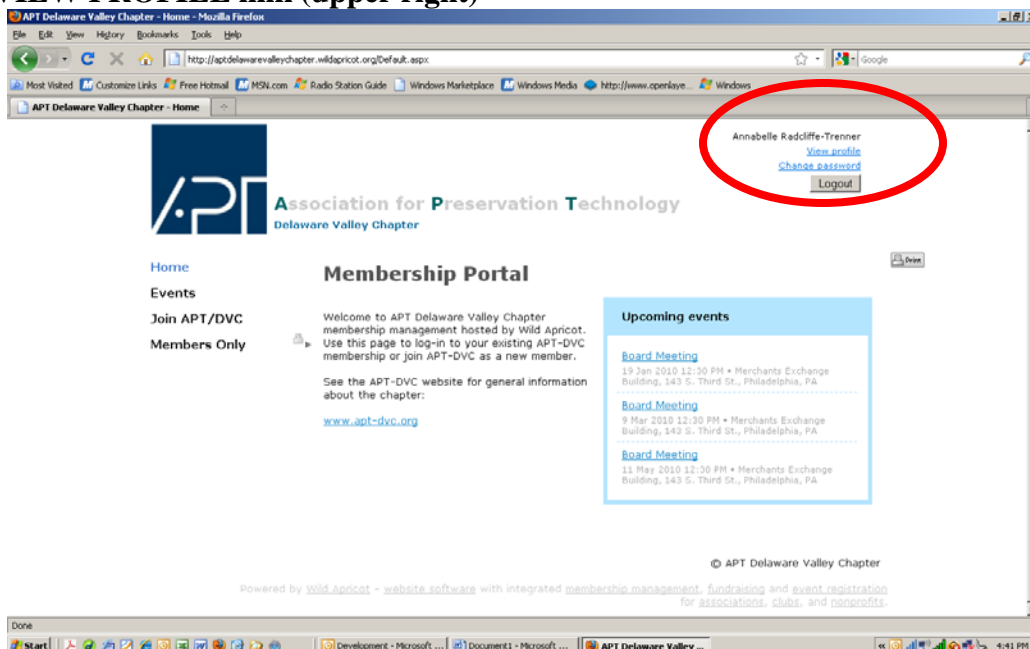 VIEW PROFILE link (upper right)
APT Delaware Valley Chapter - Home - Mozilla Firefox
File Edit View History Bookmarks Tools Help
http://aptdelawarevalleychapter.wildapricot.org/Default.aspx
Google
Most Visited Customize Links Free Hotmail MSN.com Radio Station Guide Windows Marketplace Windows Media http://www.openlaye... Windows
APT Delaware Valley Chapter - Home
Annabelle Radcliffe-Trenner
View profile
Change password
Logout
APT
Association for Preservation Technology
Delaware Valley Chapter
Print
Home
Events
Join APT/DVC
Members Only
Membership Portal
Welcome to APT Delaware Valley Chapter
membership management hosted by Wild Apricot.
Use this page to log-in to your existing APT-DVC
membership or join APT-DVC as a new member.
See the APT-DVC website for general information
about the chapter:
www.apt-dvc.org
Upcoming events
Board Meeting
19 Jan 2010 12:30 PM • Merchants Exchange
Building, 143 S. Third St., Philadelphia, PA
Board Meeting
9 Mar 2010 12:30 PM • Merchants Exchange
Building, 143 S. Third St., Philadelphia, PA
Board Meeting
11 May 2010 12:30 PM • Merchants Exchange
Building, 143 S. Third St., Philadelphia, PA
© APT Delaware Valley Chapter
Powered by Wild Apricot - website software with integrated membership management, fundraising and event registration
for associations, clubs, and nonprofits.
Done
Start Development - Microsoft ... Document1 - Microsoft ... APT Delaware Valley ... 4:41 PM